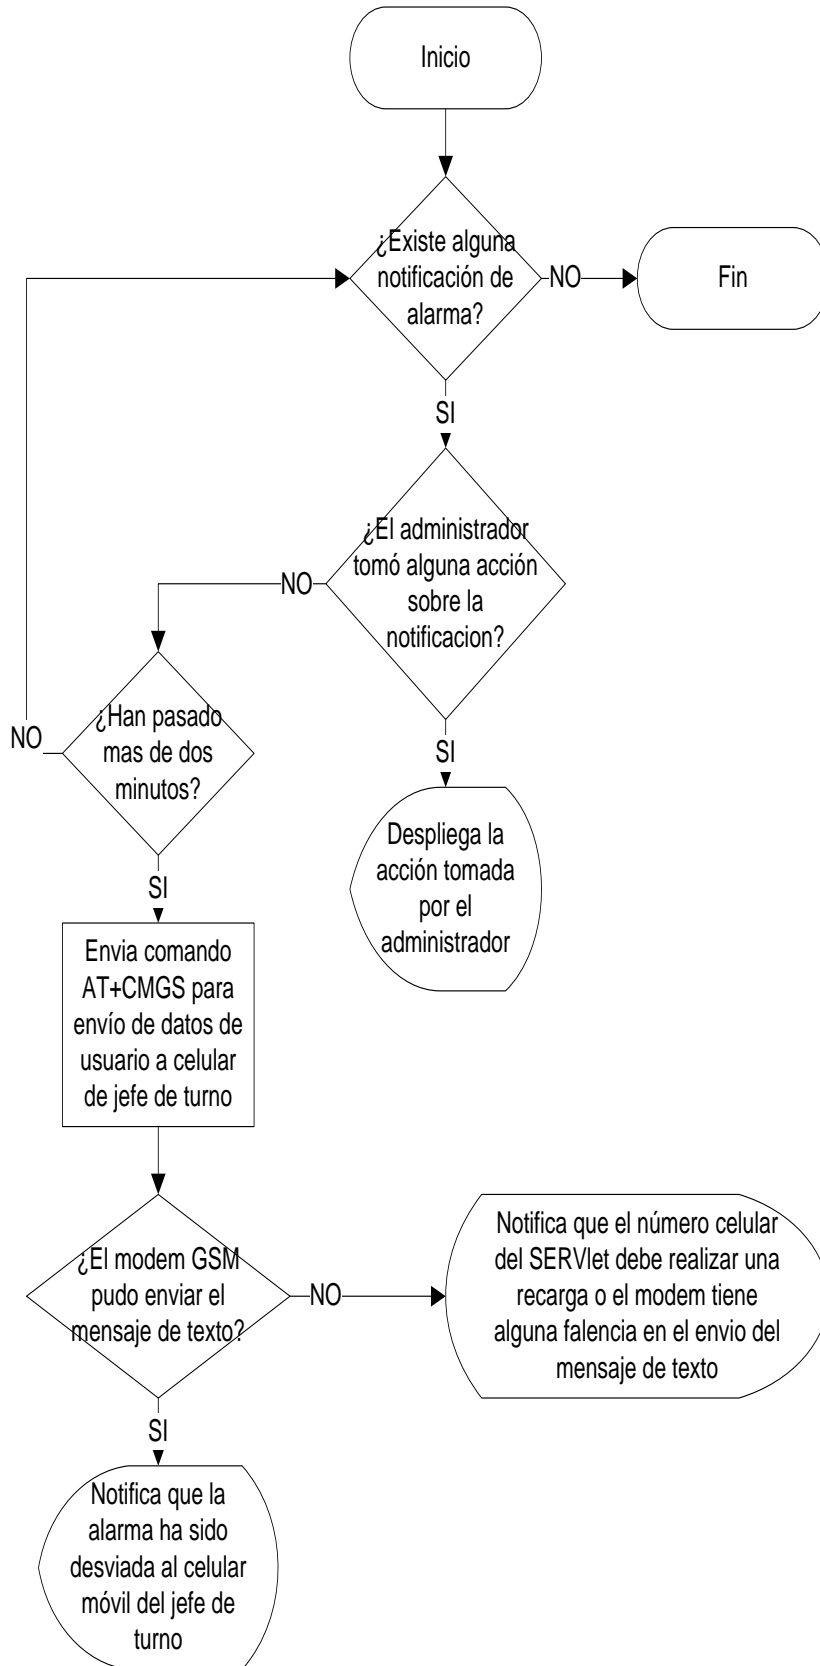 Inicio
¿Existe alguna
notificación de
alarma?
NO
Fin
SI
¿El administrador
tomó alguna acción
sobre la
notificacion?
NO
¿Han pasado
mas de dos
minutos?
NO
SI
Despliega la
acción tomada
por el
administrador
SI
Envia comando
AT+CMGS para
envío de datos de
usuario a celular
de jefe de turno
¿El modem GSM
pudo enviar el
mensaje de texto?
NO
Notifica que el número celular
del SERVlet debe realizar una
recarga o el modem tiene
alguna falencia en el envio del
mensaje de texto
SI
Notifica que la
alarma ha sido
desviada al celular
móvil del jefe de
turno